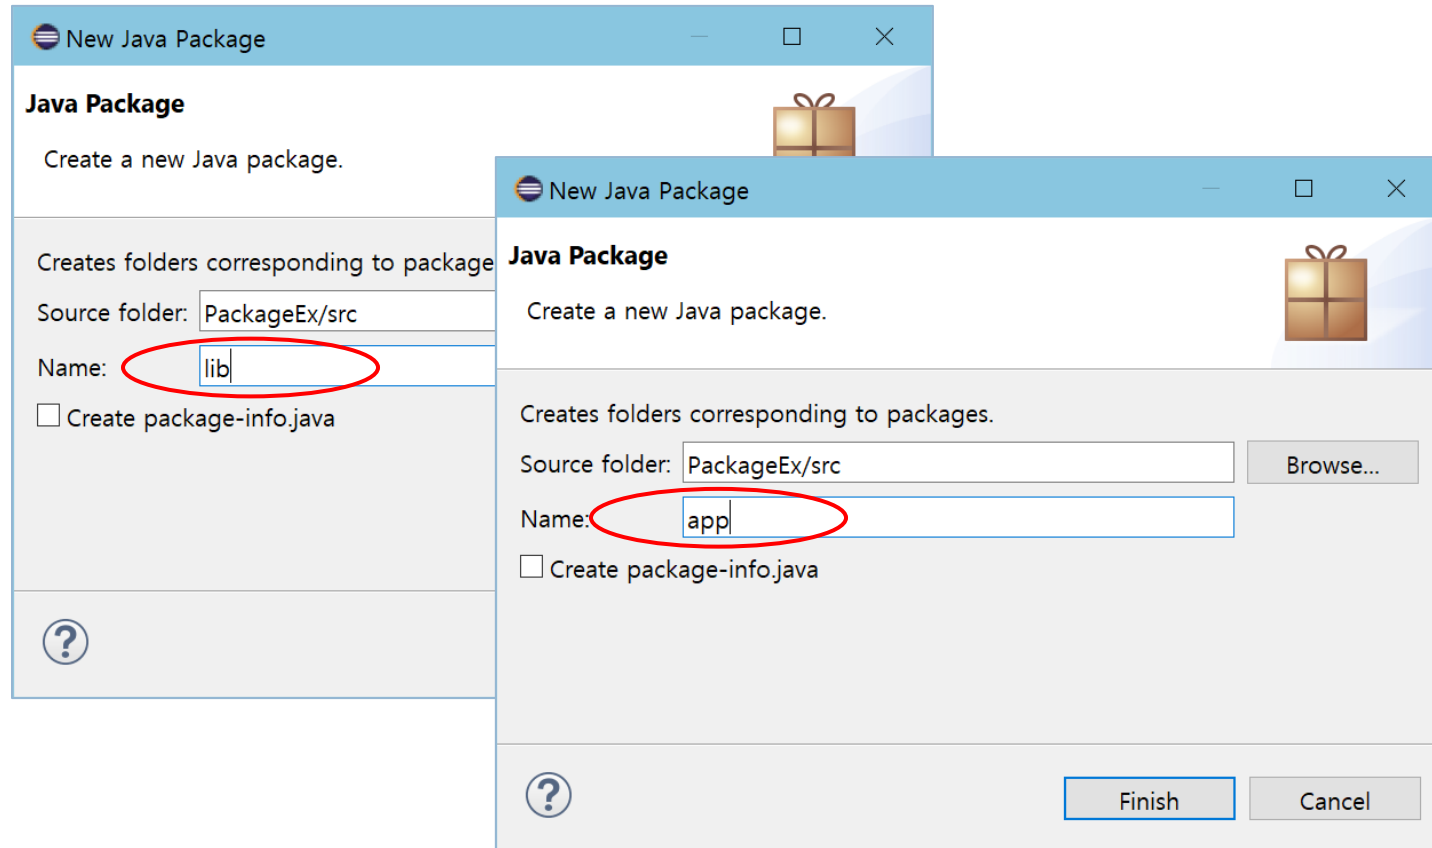 New Java Package
Java Package
Create a new Java package.
Creates folders corresponding to package
Source folder: PackageEx/src
Name: lib
Create package-info.java
?
New Java Package
Java Package
Create a new Java package.
Creates folders corresponding to packages.
Source folder: PackageEx/src Browse...
Name: app
Create package-info.java
?
Finish Cancel